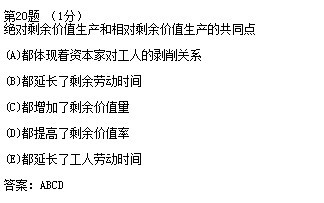 第20题 （1分）
绝对剩余价值生产和相对剩余价值生产的共同点
(A)都体现着资本家对工人的剥削关系
(B)都延长了剩余劳动时间
(C)都增加了剩余价值量
(D)都提高了剩余价值率
(E)都延长了工人劳动时间
答案：ABCD